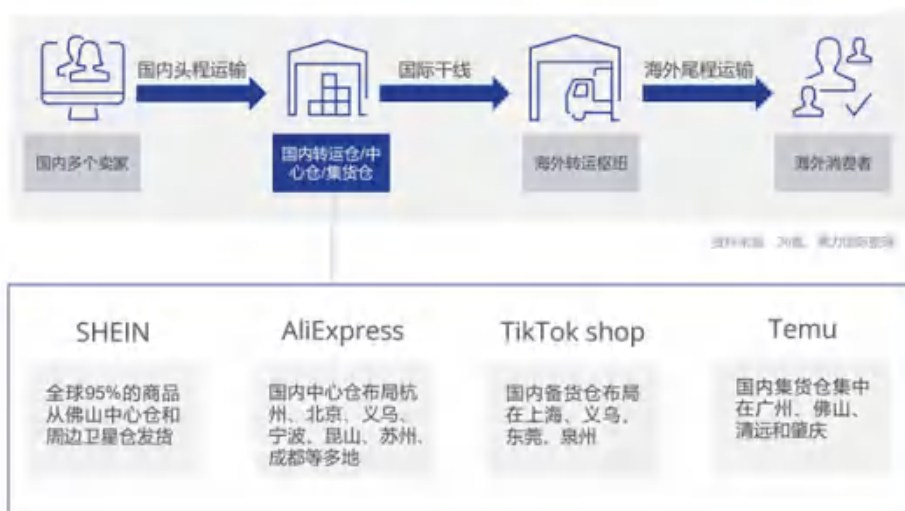 国内头程运输
国际干线
海外尾程运输
国内多个卖家
国内转运仓/中
心仓/集货仓
海外转运枢纽
海外消费者
SHEIN
全球95%的商品
从佛山中心仓和
周边卫星仓发货
AliExpress
国内中心仓布局杭
州、北京、义乌、
宁波、昆山、苏州、
成都等多地
TikTok shop
国内备货仓布局
在上海、义乌、
东莞、泉州
Temu
国内集货仓集中
在广州、佛山、
清远和肇庆